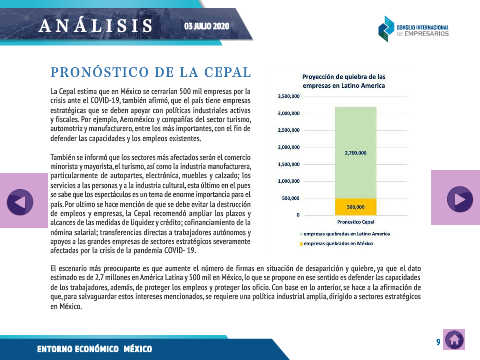 ANÁLISIS
03 JULIO 2020
CONSEJO INTERNACIONAL
DE EMPRESARIOS
PRONÓSTICO DE LA CEPAL
La Cepal estima que en México se cerrarían 500 mil empresas por la
crisis ante el COVID-19, también afirmó, que el país tiene empresas
estratégicas que se deben apoyar con políticas industriales activas
y fiscales. Por ejemplo, Aeroméxico y compañías del sector turismo,
automotriz y manufacturero, entre los más importantes, con el fin de
defender las capacidades y los empleos existentes.
También se informó que los sectores más afectados serán el comercio
minorista y mayorista, el turismo, así como la industria manufacturera,
particularmente de autopartes, electrónica, muebles y calzado; los
servicios a las personas y a la industria cultural, esta último en el pues
se sabe que los espectáculos es un tema de enorme importancia para el
país. Por ultimo se hace mención de que se debe evitar la destrucción
de empleos y empresas, la Cepal recomendó ampliar los plazos y
alcances de las medidas de liquidez y crédito; cofinanciamiento de la
nómina salarial; transferencias directas a trabajadores autónomos y
apoyos a las grandes empresas de sectores estratégicos severamente
afectadas por la crisis de la pandemia COVID- 19.
Proyección de quiebra de las
empresas en Latino America
3,500,000
3,000,000
2,500,000
2,000,000
1,500,000
1,000,000
500,000
0
2,700,000
500,000
Pronóstico Cepal
empresas quebradas en Latino America
empresas quebradas en México
El escenario más preocupante es que aumente el número de firmas en situación de desaparición y quiebre, ya que el dato
estimado es de 2.7 millones en América Latina y 500 mil en México, lo que se propone en ese sentido es defender las capacidades
de los trabajadores, además, de proteger los empleos y proteger los oficio. Con base en lo anterior, se hace a la afirmación de
que, para salvaguardar estos intereses mencionados, se requiere una política industrial amplia, dirigido a sectores estratégicos
en México.
ENTORNO ECONÓMICO MÉXICO
9